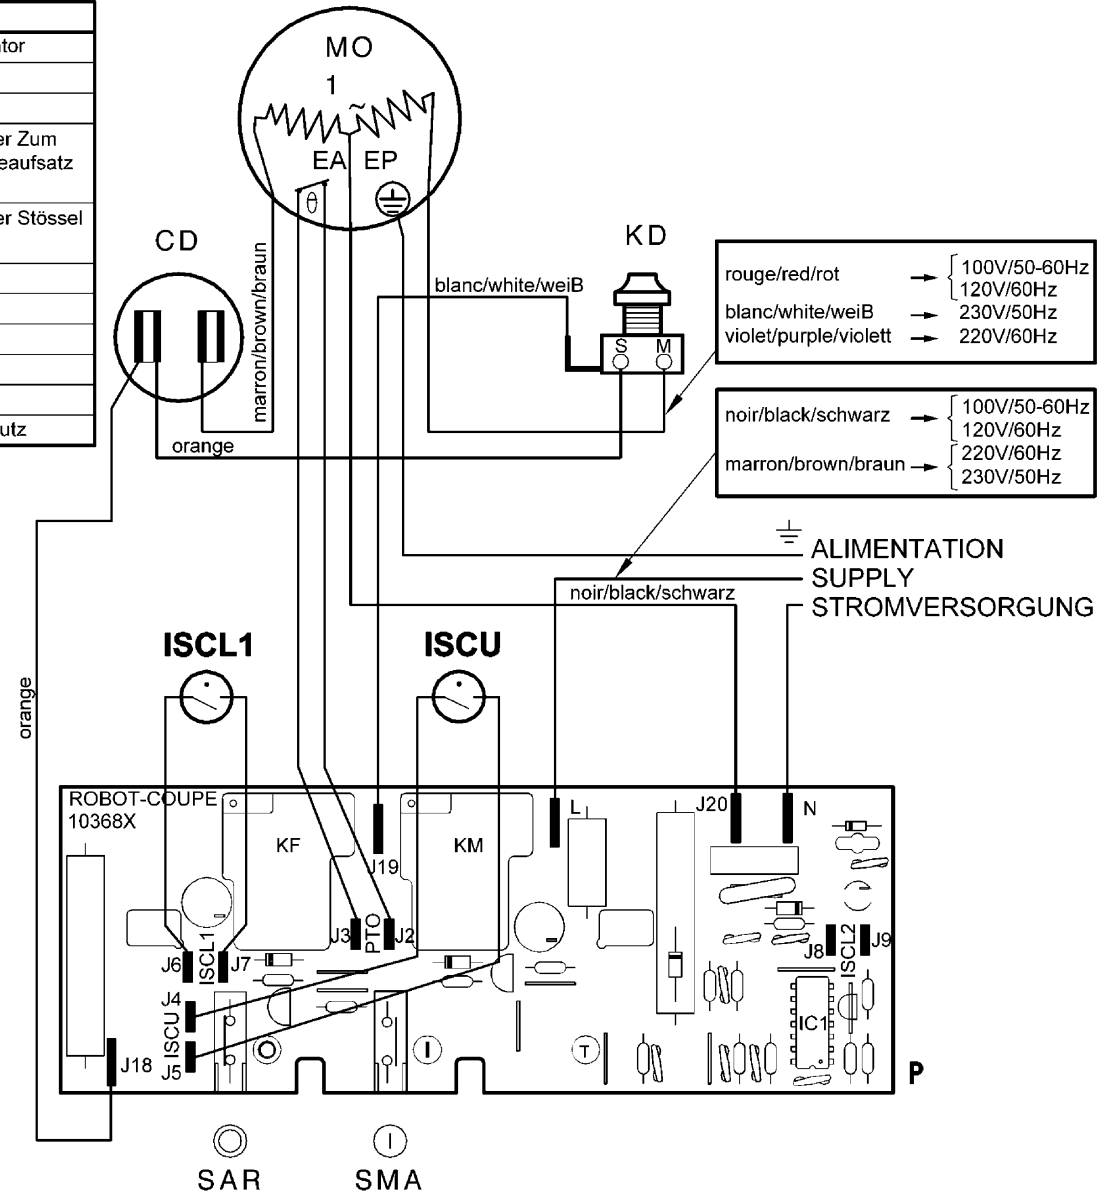 ntor
er Zum
eaufsatz
er Stössel
utz
MO
1
~
EA EP
θ
CD
KD
marron/brown/braun
blanc/white/weiB
S M
rouge/red/rot
100V/50-60Hz
120V/60Hz
blanc/white/weiB
230V/50Hz
violet/purple/violett
220V/60Hz
noir/black/schwarz
100V/50-60Hz
120V/60Hz
marron/brown/braun
220V/60Hz
230V/50Hz
orange
ALIMENTATION
SUPPLY
noir/black/schwarz
STROMVERSORGUNG
ISCL1
ISCU
orange
ROBOT-COUPE
10368X
KF
J19
KM
L
J20
N
J3
PTO
J2
J6
ISCL1
J7
J8
ISCL2
J9
J4
ISCU
J5
J18
I
T
IC1
P
I
SAR
SMA